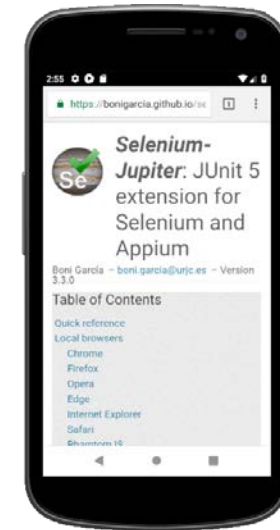 2:55
https://bonigarcia.github.io/se
1
Se
Selenium-
Jupiter: JUnit 5
extension for
Selenium and
Appium
Boni García – boni.garcia@urjc.es – Version
3.3.0
Table of Contents
Quick reference
Local browsers
Chrome
Firefox
Opera
Edge
Internet Explorer
Safari